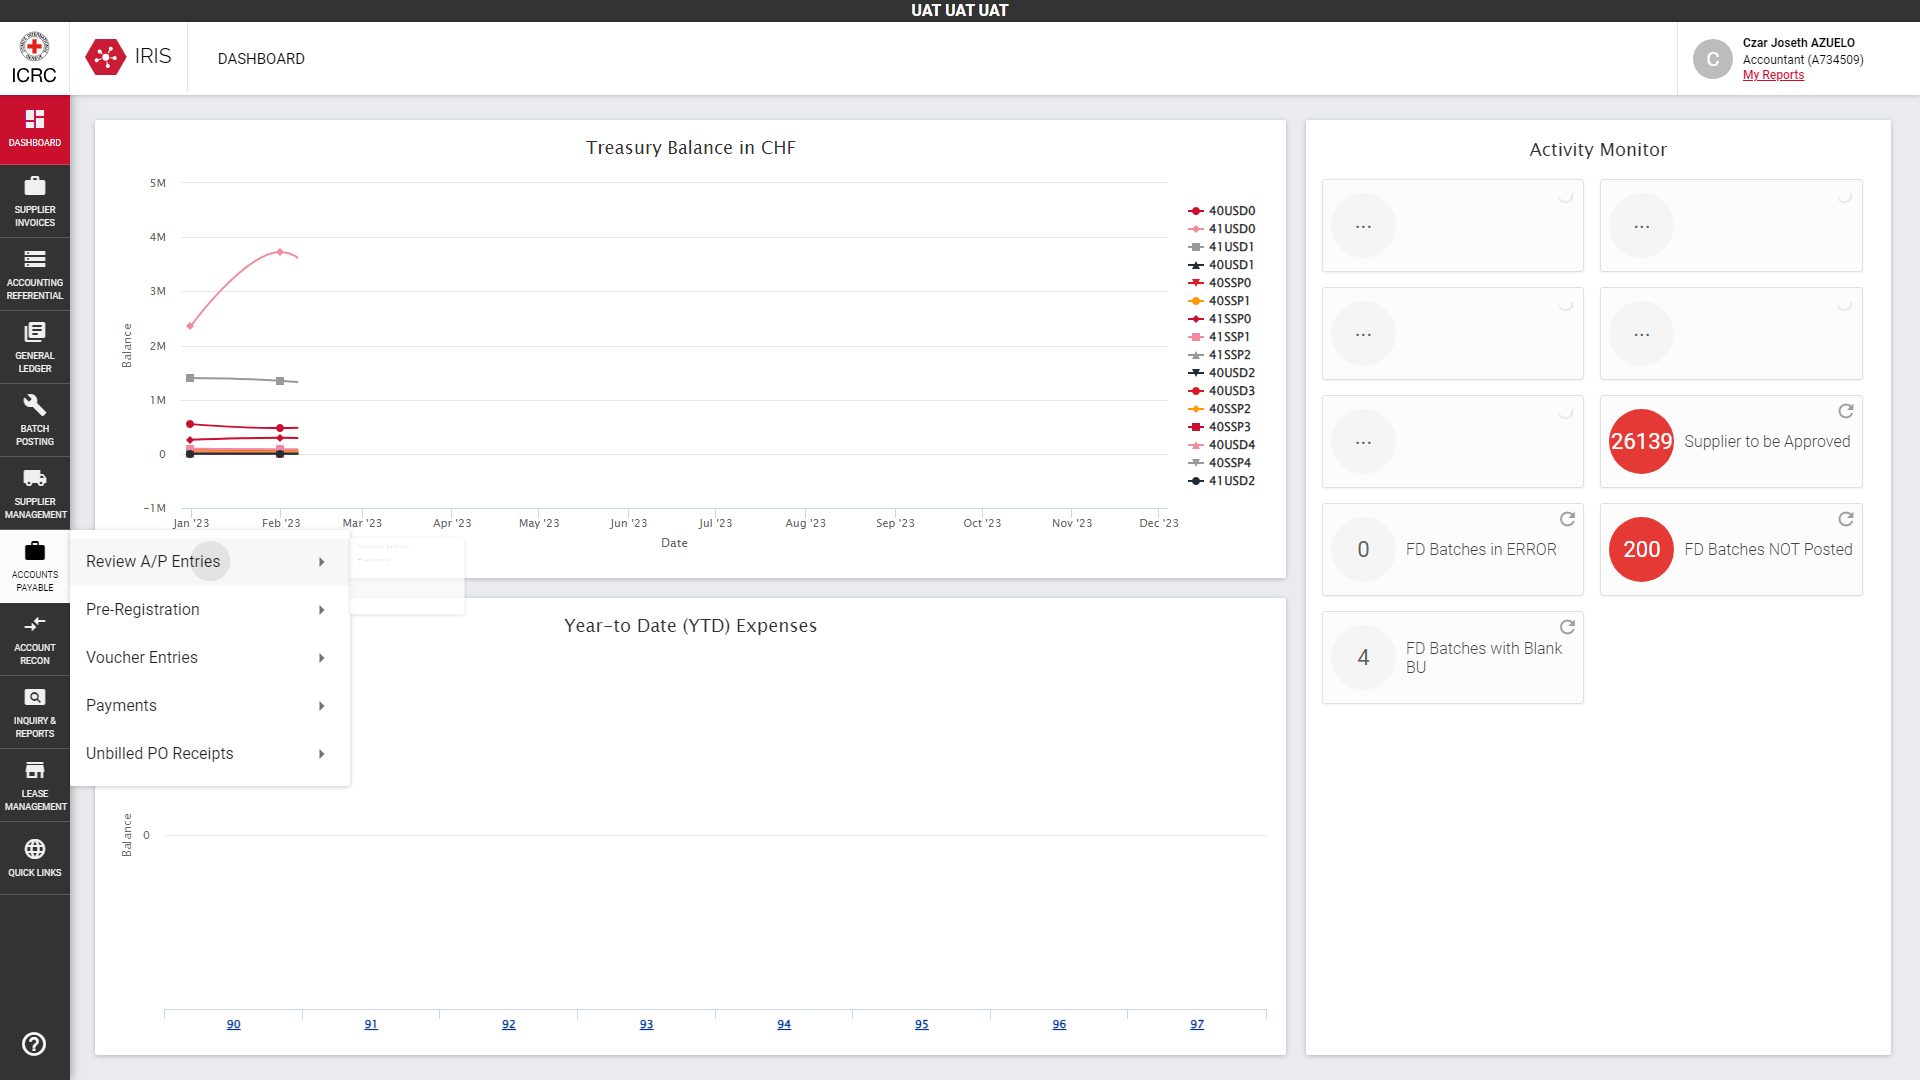 UAT UAT UAT
ICRC
IRIS
DASHBOARD
Czar Joseth AZUELO
Accountant (A734509)
My Reports
DASHBOARD
SUPPLIER
INVOICES
ACCOUNTING
REFERENTIAL
GENERAL
LEDGER
BATCH
POSTING
SUPPLIER
MANAGEMENT
ACCOUNTS
PAYABLE
ACCOUNT
RECON
INQUIRY &
REPORTS
LEASE
MANAGEMENT
QUICK LINKS
Review A/P Entries
Pre-Registration
Voucher Entries
Payments
Unbilled PO Receipts
Treasury Balance in CHF
5M
4M
3M
2M
1M
0
-1M
Balance
Jan '23
Feb '23
Mar '23
Apr '23
May '23
Jun '23
Jul '23
Aug '23
Sep '23
Oct '23
Nov '23
Dec '23
Date
40USD0
41USD0
41USD1
40USD1
40SSP0
40SSP1
41SSP0
41SSP1
41SSP2
40USD2
40USD3
40SSP2
40SSP3
40USD4
40SSP4
41USD2
Year-to Date (YTD) Expenses
Balance
0
90
91
92
93
94
95
96
97
Activity Monitor
...
...
...
...
...
26139 Supplier to be Approved
0 FD Batches in ERROR
200 FD Batches NOT Posted
4 FD Batches with Blank
BU